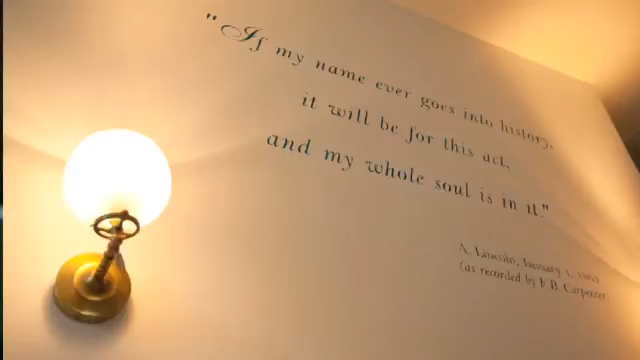 "If my name ever goes into history,
it will be for this act,
and my whole soul is in it."
A. Lincoln, January 1, 1863
(as recorded by F. B. Carpenter)